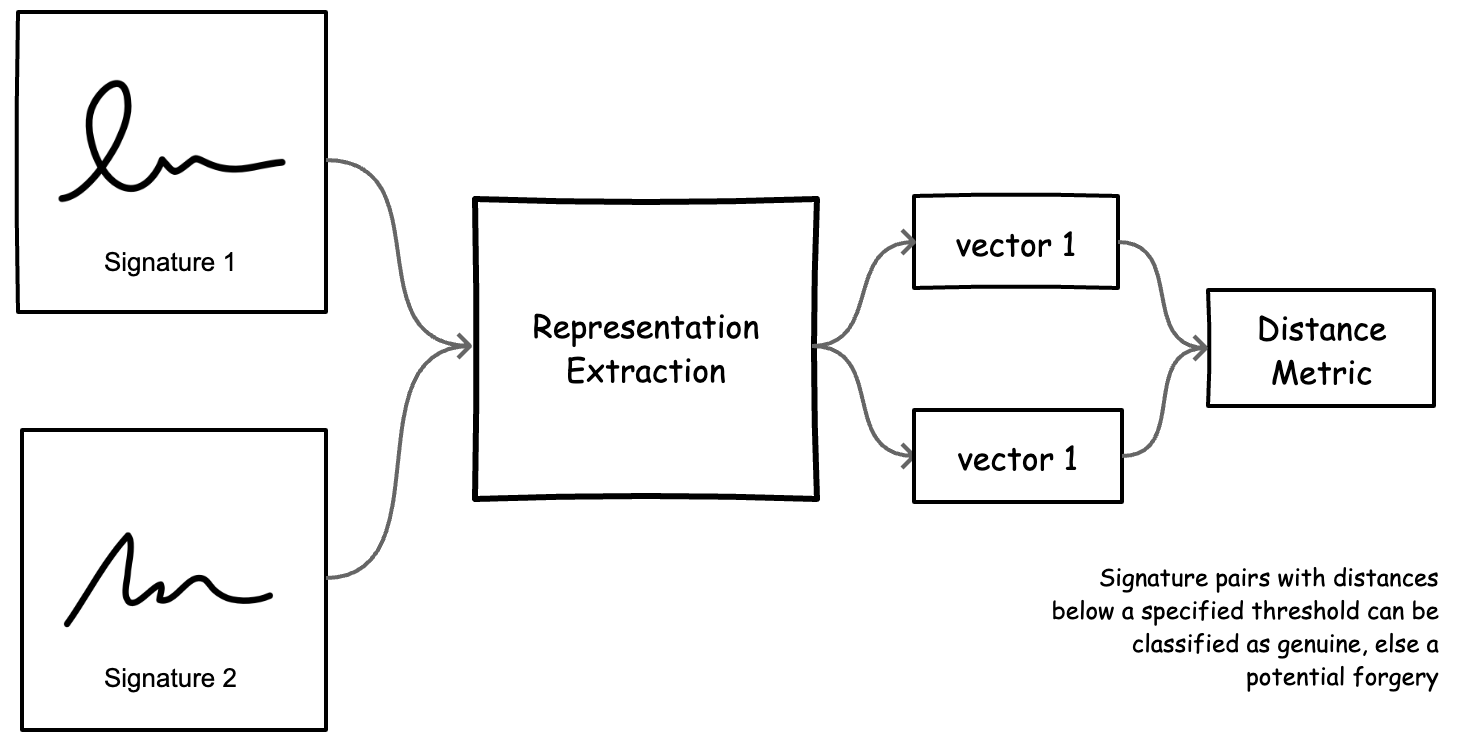 Signature 1
Signature 2
Representation
Extraction
vector 1
vector 1
Distance
Metric
Signature pairs with distances
below a specified threshold can be
classified as genuine, else a
potential forgery